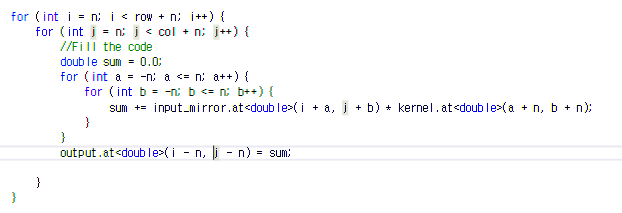 for (int i = n; i < row + n; i++) {
for (int j = n; j < col + n; j++) {
//Fill the code
double sum = 0.0;
for (int a = -n; a <= n; a++) {
for (int b = -n; b <= n; b++) {
sum += input_mirror.at<double>(i + a, j + b) * kernel.at<double>(a + n, b + n);
}
}
output.at<double>(i - n, j - n) = sum;
}
}